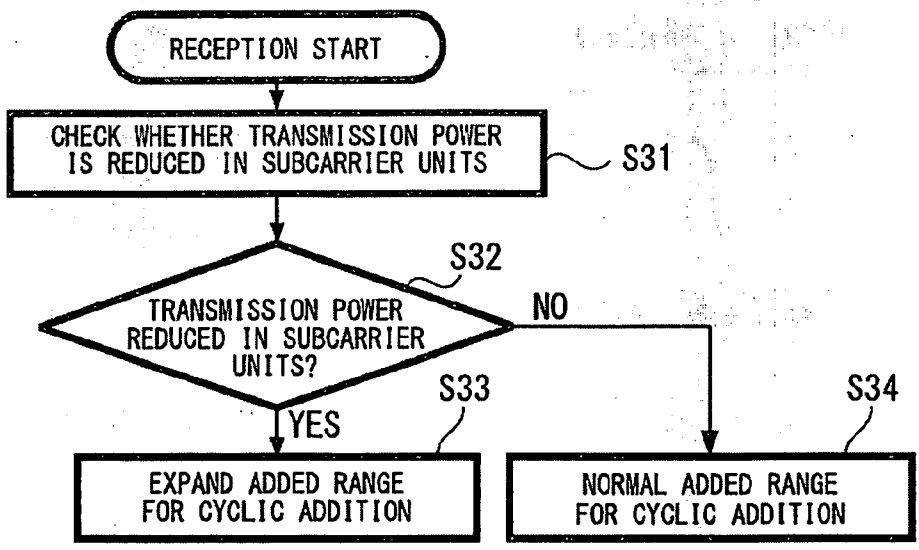 RECEPTION START
CHECK WHETHER TRANSMISSION POWER
IS REDUCED IN SUBCARRIER UNITS
S31
S32
TRANSMISSION POWER
REDUCED IN SUBCARRIER
UNITS?
NO
YES
S33
S34
EXPAND ADDED RANGE
FOR CYCLIC ADDITION
NORMAL ADDED RANGE
FOR CYCLIC ADDITION